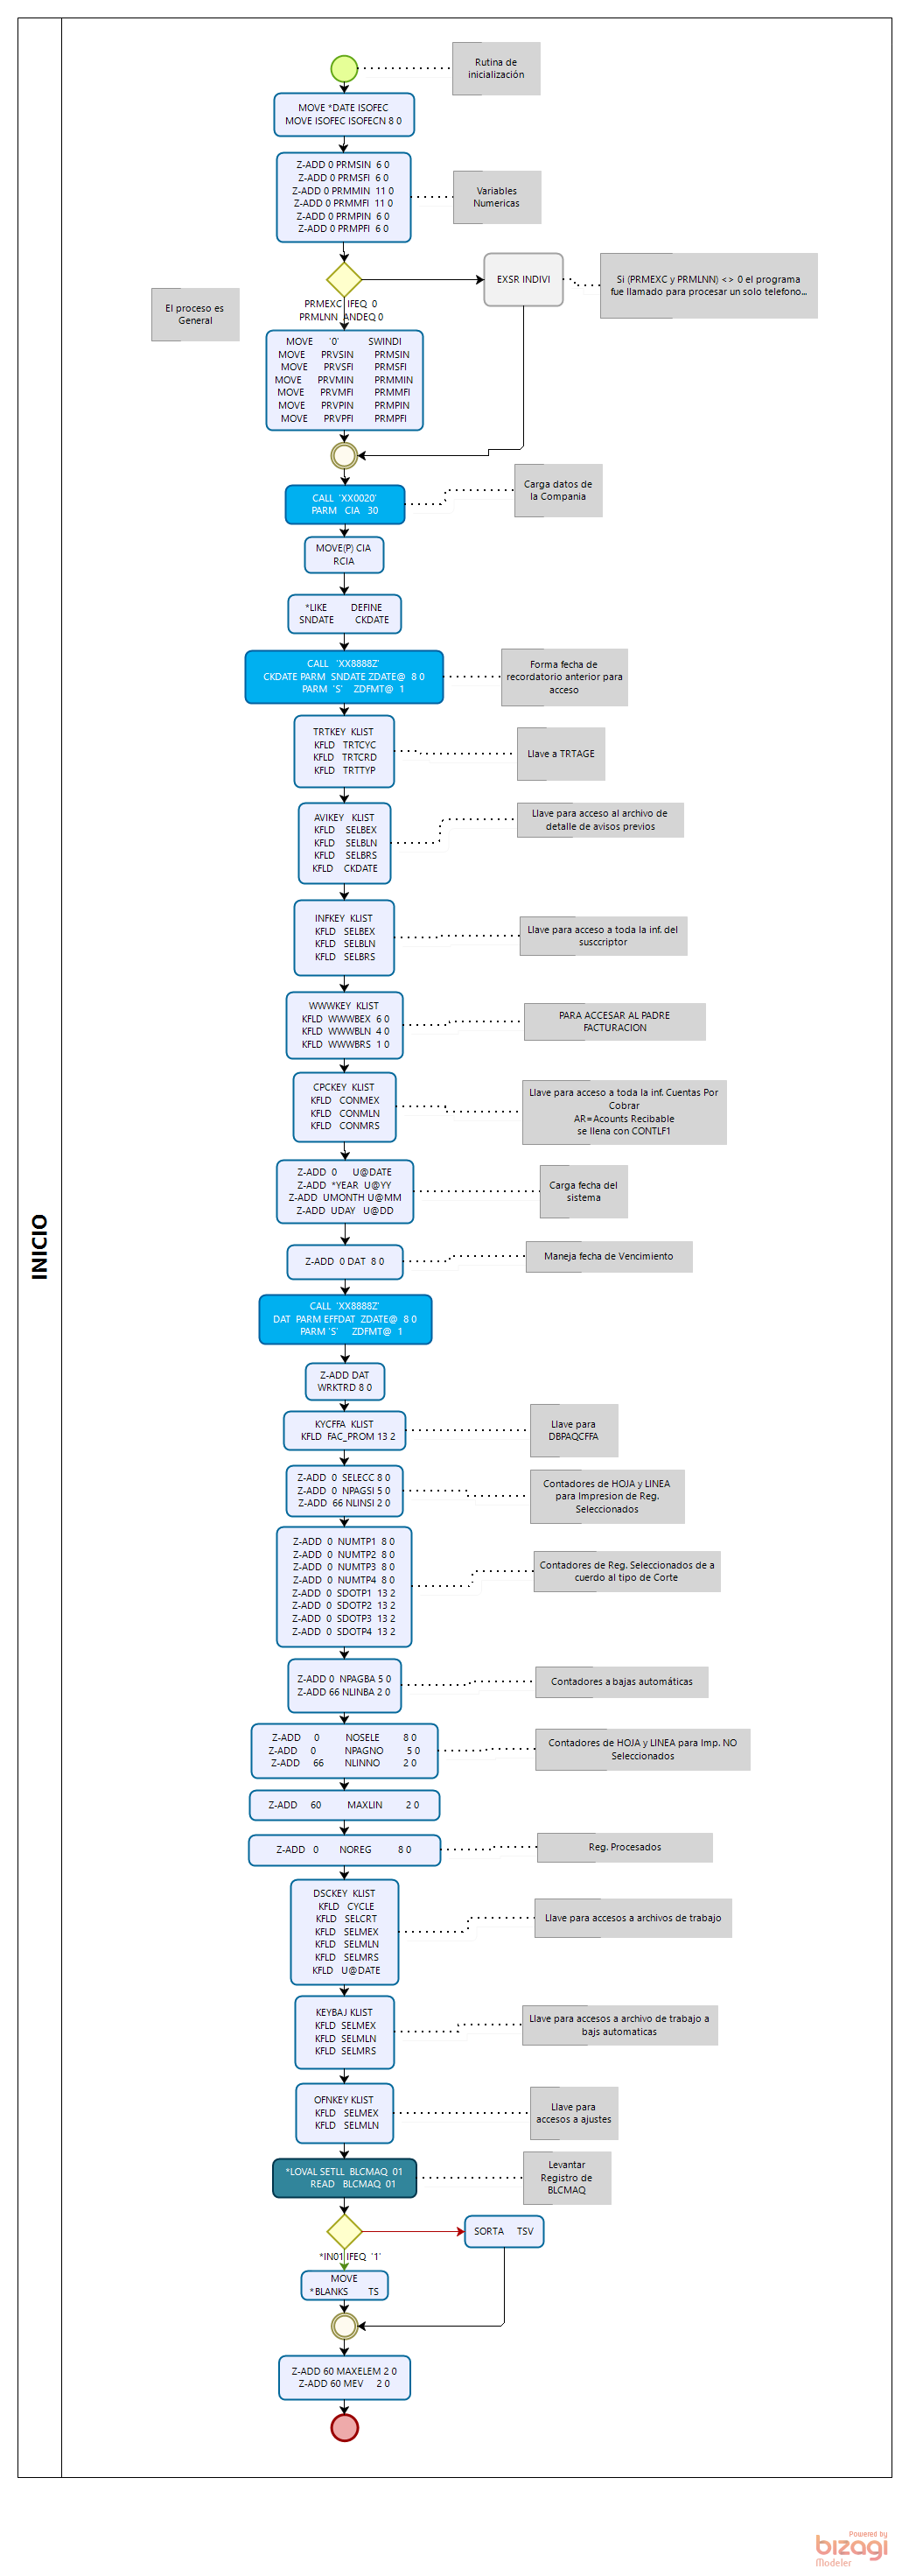 INICIO
Rutina de
inicialización
MOVE *DATE ISOFEC
MOVE ISOFEC ISOFECN 8 0
Z-ADD 0 PRMSIN 6 0
Z-ADD 0 PRMSFI 6 0
Z-ADD 0 PRMMIN 11 0
Z-ADD 0 PRMMFI 11 0
Z-ADD 0 PRMPIN 6 0
Z-ADD 0 PRMPFI 6 0
Variables
Numericas
EXSR INDIVI
Si (PRMEXC y PRMLNN) <> 0 el programa
fue llamado para procesar un solo telefono...
PRMEXC IFEQ 0
PRMLNN ANDEQ 0
El proceso es
General
MOVE '0' SWINDI
MOVE PRVSIN PRMSIN
MOVE PRVSFI PRMSFI
MOVE PRVMIN PRMMIN
MOVE PRVMFI PRMMFI
MOVE PRVPIN PRMPIN
MOVE PRVPFI PRMPFI
CALL 'XX0020'
PARM CIA 30
Carga datos de
la Compania
MOVE(P) CIA
RCIA
*LIKE DEFINE
SNDATE CKDATE
CALL 'XX8888Z'
CKDATE PARM SNDATE ZDATE@ 8 0
PARM 'S' ZDFMT@ 1
Forma fecha de
recordatorio anterior para
acceso
TRTKEY KLIST
KFLD TRTCYC
KFLD TRTCRD
KFLD TRTTYP
Llave a TRTAGE
AVIKEY KLIST
KFLD SELBEX
KFLD SELBLN
KFLD SELBRS
KFLD CKDATE
Llave para acceso al archivo de
detalle de avisos previos
INFKEY KLIST
KFLD SELBEX
KFLD SELBLN
KFLD SELBRS
Llave para acceso a toda la inf. del
susccriptor
WWWKEY KLIST
KFLD WWWBEX 6 0
KFLD WWWBLN 4 0
KFLD WWWBRS 1 0
PARA ACCESAR AL PADRE
FACTURACION
CPCKEY KLIST
KFLD CONMEX
KFLD CONMLN
KFLD CONMRS
Llave para acceso a toda la inf. Cuentas Por
Cobrar
AR=Acounts Recibable
se llena con CONTLF1
Z-ADD 0 U@DATE
Z-ADD *YEAR U@YY
Z-ADD UMONTH U@MM
Z-ADD UDAY U@DD
Carga fecha del
sistema
Z-ADD 0 DAT 8 0
Maneja fecha de Vencimiento
CALL 'XX8888Z'
DAT PARM EFFDAT ZDATE@ 8 0
PARM 'S' ZDFMT@ 1
Z-ADD DAT
WRKTRD 8 0
KYCFFA KLIST
KFLD FAC_PROM 13 2
Llave para
DBPAQCFFA
Z-ADD 0 SELECC 8 0
Z-ADD 0 NPAGSI 5 0
Z-ADD 66 NLINSI 2 0
Contadores de HOJA y LINEA
para Impresion de Reg.
Seleccionados
Z-ADD 0 NUMTP1 8 0
Z-ADD 0 NUMTP2 8 0
Z-ADD 0 NUMTP3 8 0
Z-ADD 0 NUMTP4 8 0
Z-ADD 0 SDOTP1 13 2
Z-ADD 0 SDOTP2 13 2
Z-ADD 0 SDOTP3 13 2
Z-ADD 0 SDOTP4 13 2
Contadores de Reg. Seleccionados de a
cuerdo al tipo de Corte
Z-ADD 0 NPAGBA 5 0
Z-ADD 66 NLINBA 2 0
Contadores a bajas automáticas
Z-ADD 0 NOSELE 8 0
Z-ADD 0 NPAGNO 5 0
Z-ADD 66 NLINNO 2 0
Contadores de HOJA y LINEA para Imp. NO
Seleccionados
Z-ADD 60 MAXLIN 2 0
Z-ADD 0 NOREG 8 0
Reg. Procesados
DSCKEY KLIST
KFLD CYCLE
KFLD SELCRT
KFLD SELMEX
KFLD SELMLN
KFLD SELMRS
KFLD U@DATE
Llave para accesos a archivos de trabajo
KEYBAJ KLIST
KFLD SELMEX
KFLD SELMLN
KFLD SELMRS
Llave para accesos a archivo de trabajo a
bajs automaticas
OFNKEY KLIST
KFLD SELMEX
KFLD SELMLN
Llave para
accesos a ajustes
*LOVAL SETLL BLCMAQ 01
READ BLCMAQ 01
Levantar
Registro de
BLCMAQ
SORTA TSV
*IN01 IFEQ '1'
MOVE
*BLANKS TS
Z-ADD 60 MAXELEM 2 0
Z-ADD 60 MEV 2 0
Powered by
bizagi
Modeler